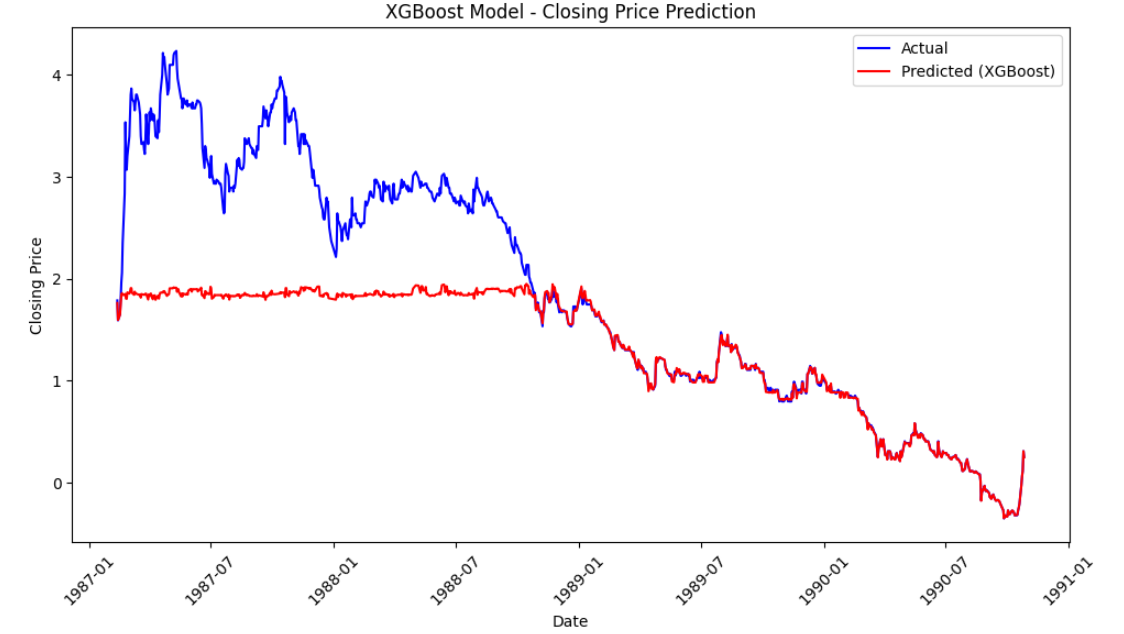 XGBoost Model - Closing Price Prediction
Actual
Predicted (XGBoost)
Closing Price
4
3
2
1
0
1987-01
1987-07
1988-01
1988-07
1989-01
1989-07
1990-01
1990-07
1991-01
Date